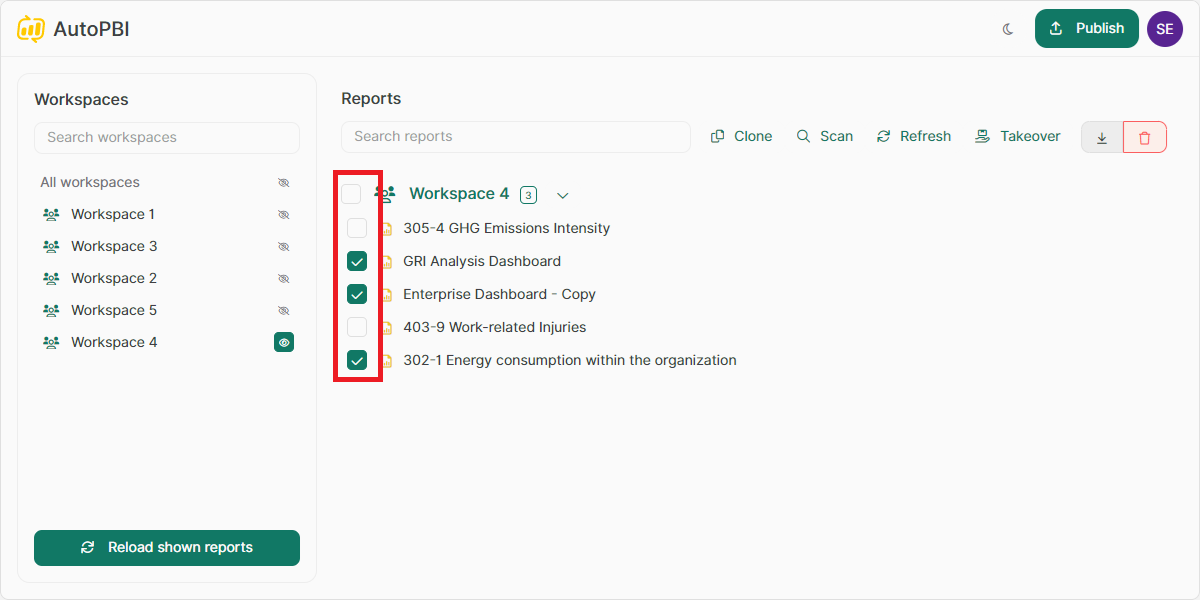 AutoPBI
Publish
SE
Workspaces
Search workspaces
All workspaces
Workspace 1
Workspace 3
Workspace 2
Workspace 5
Workspace 4
Reload shown reports
Reports
Search reports
Clone
Scan
Refresh
Takeover
Workspace 4 3
305-4 GHG Emissions Intensity
GRI Analysis Dashboard
Enterprise Dashboard - Copy
403-9 Work-related Injuries
302-1 Energy consumption within the organization